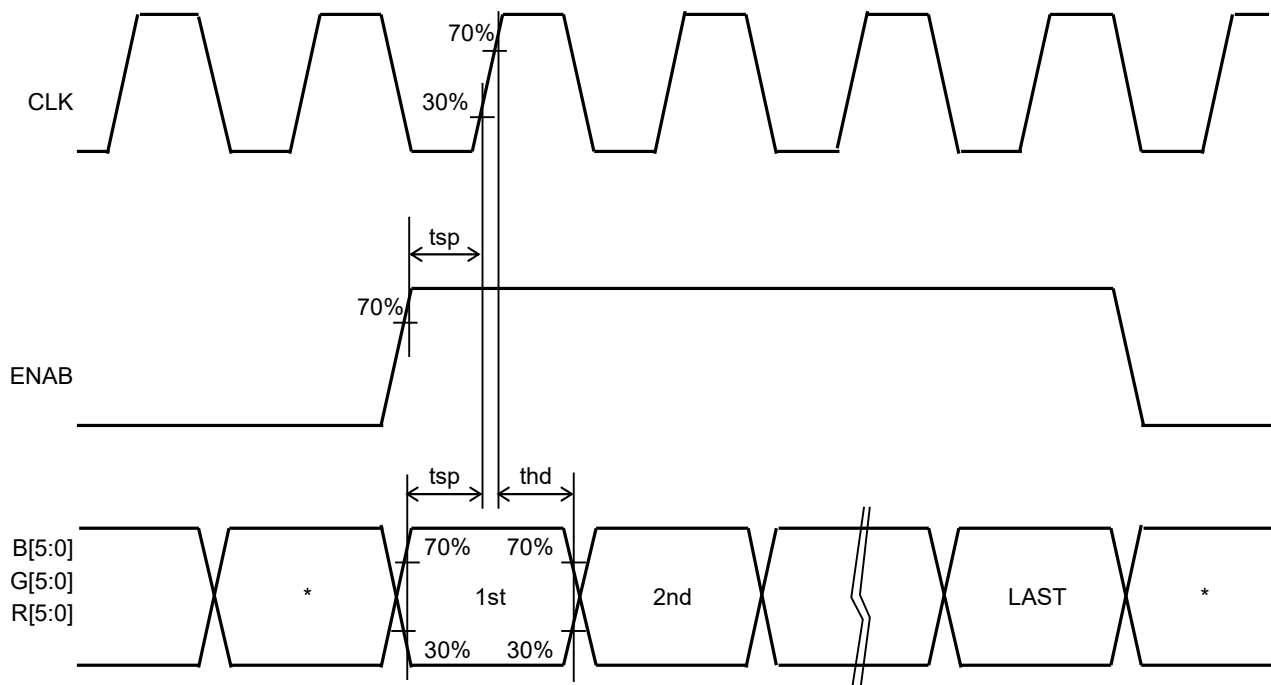 70%
CLK
30%
tsp
70%
ENAB
tsp
thd
B[5:0]
70%
70%
G[5:0]
*
1st
2nd
LAST
*
R[5:0]
30%
30%